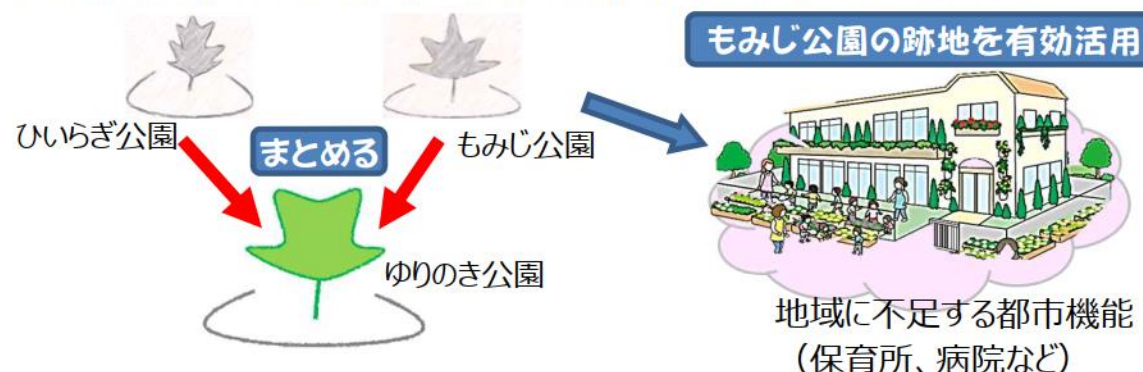 もみじ公園の跡地を有効活用
ひいらぎ公園
まとめる
もみじ公園
ゆりのき公園
地域に不足する都市機能
（保育所、病院など）